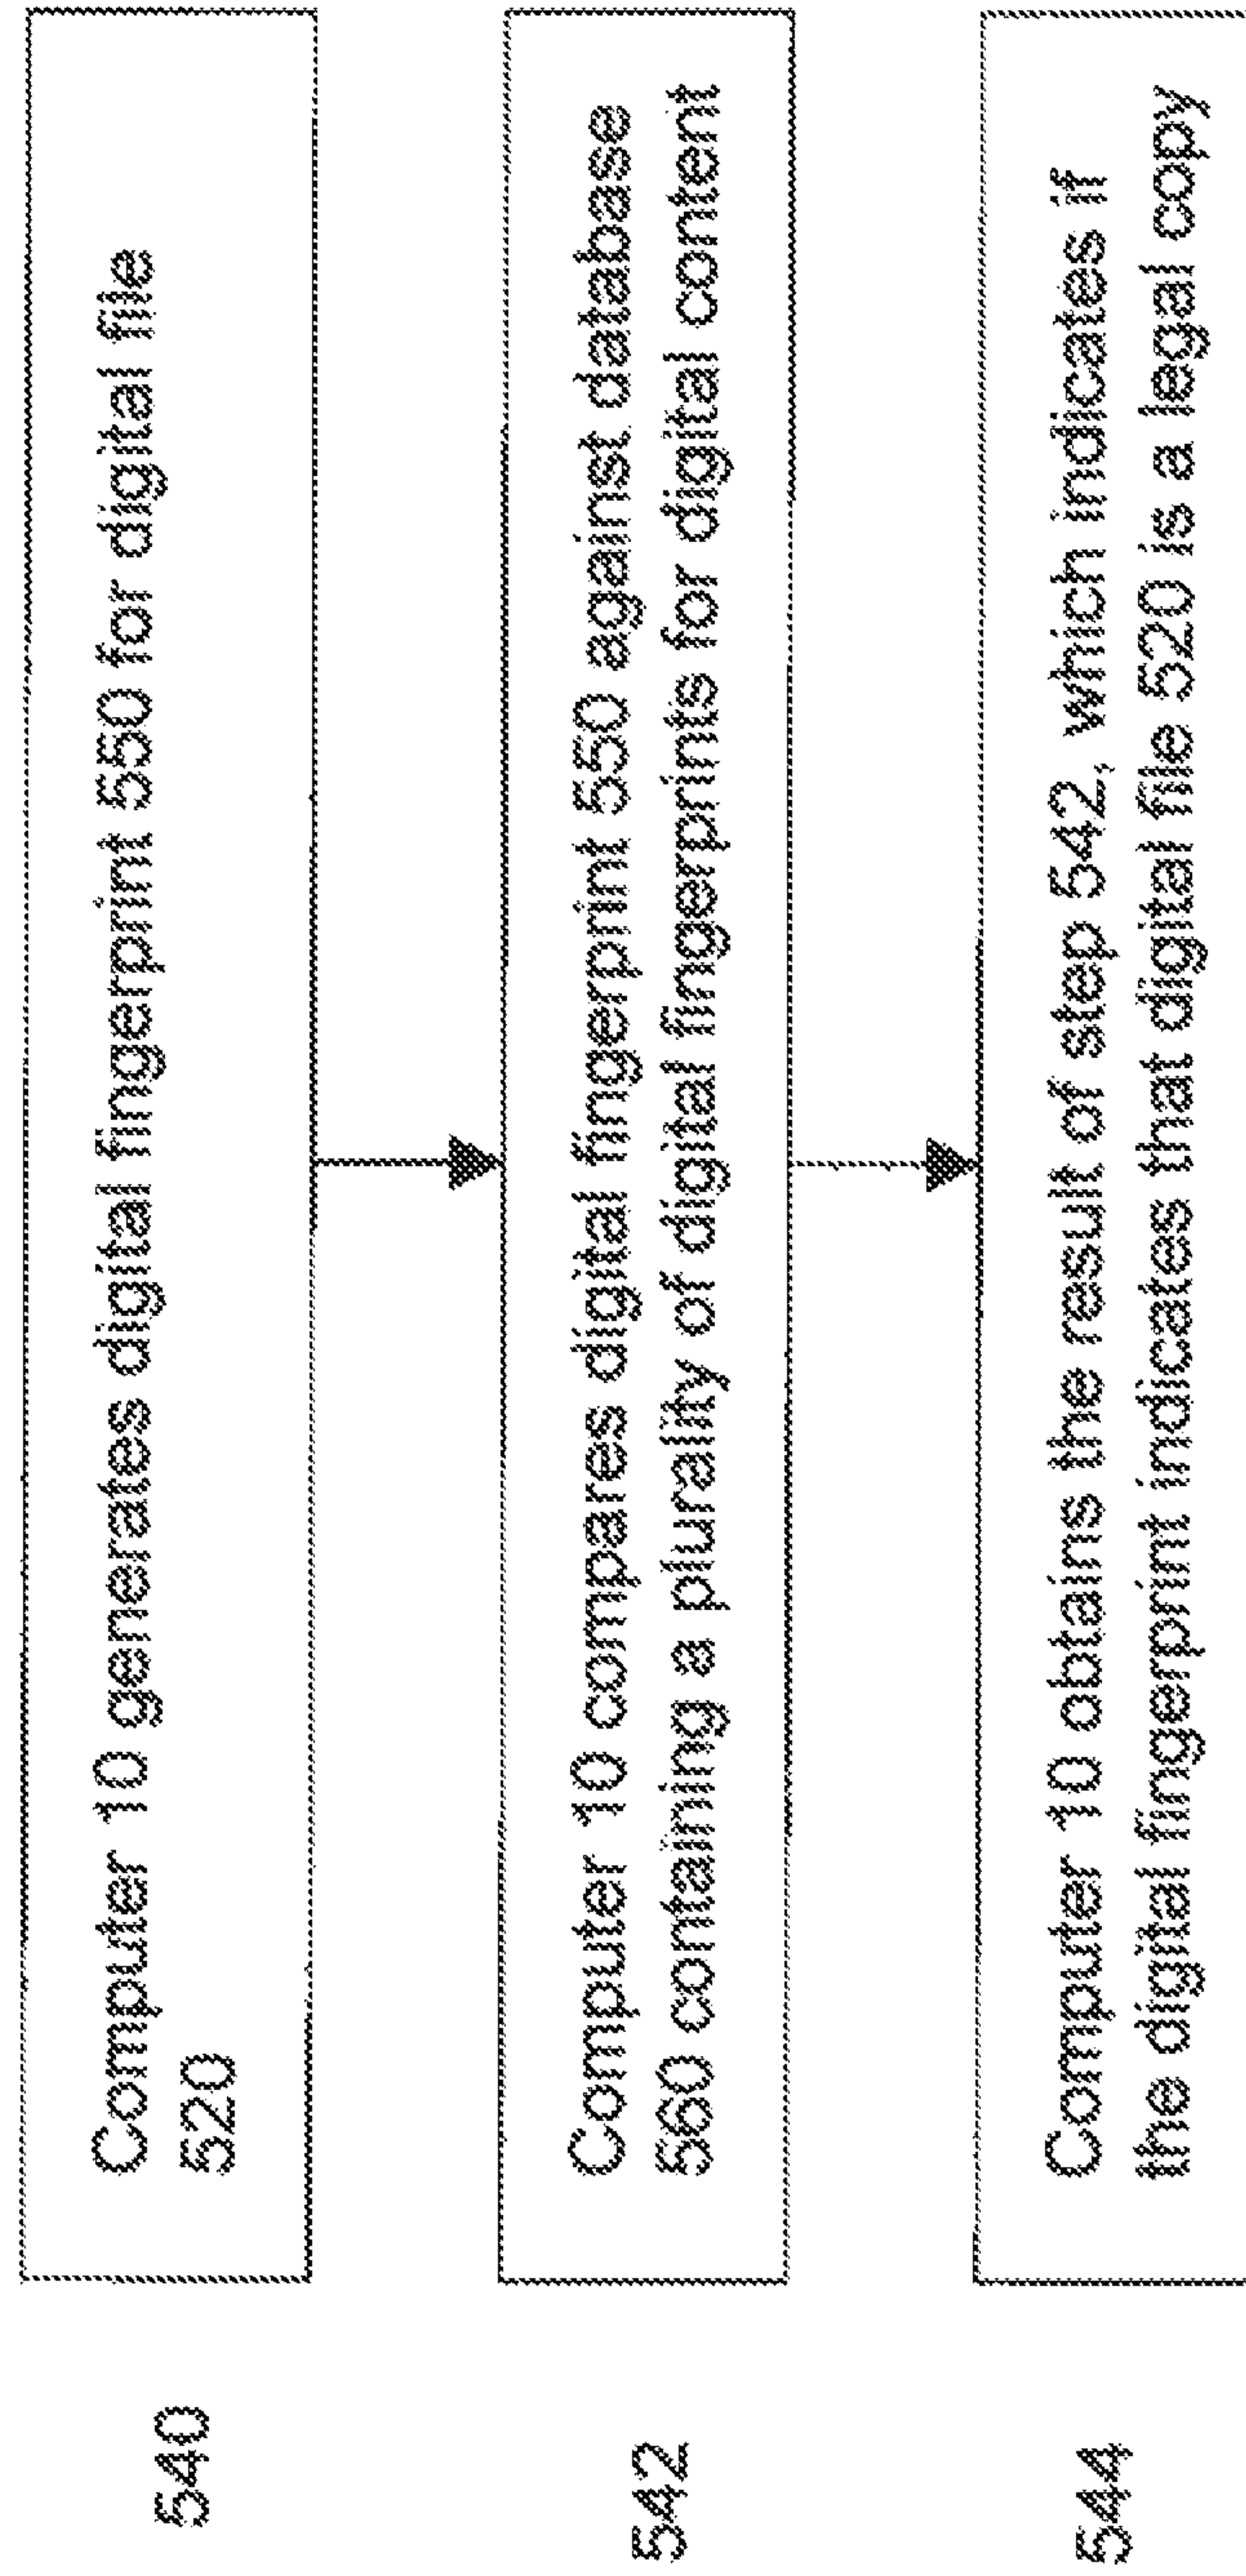 540
Computer 10 generates digital fingerprint 550 for digital file
520
542
Computer 10 compares digital fingerprint 550 against database
560 containing a plurality of digital fingerprints for digital content
544
Computer 10 obtains the result of step 542, which indicates if
the digital fingerprint indicates that digital file 520 is a legal copy